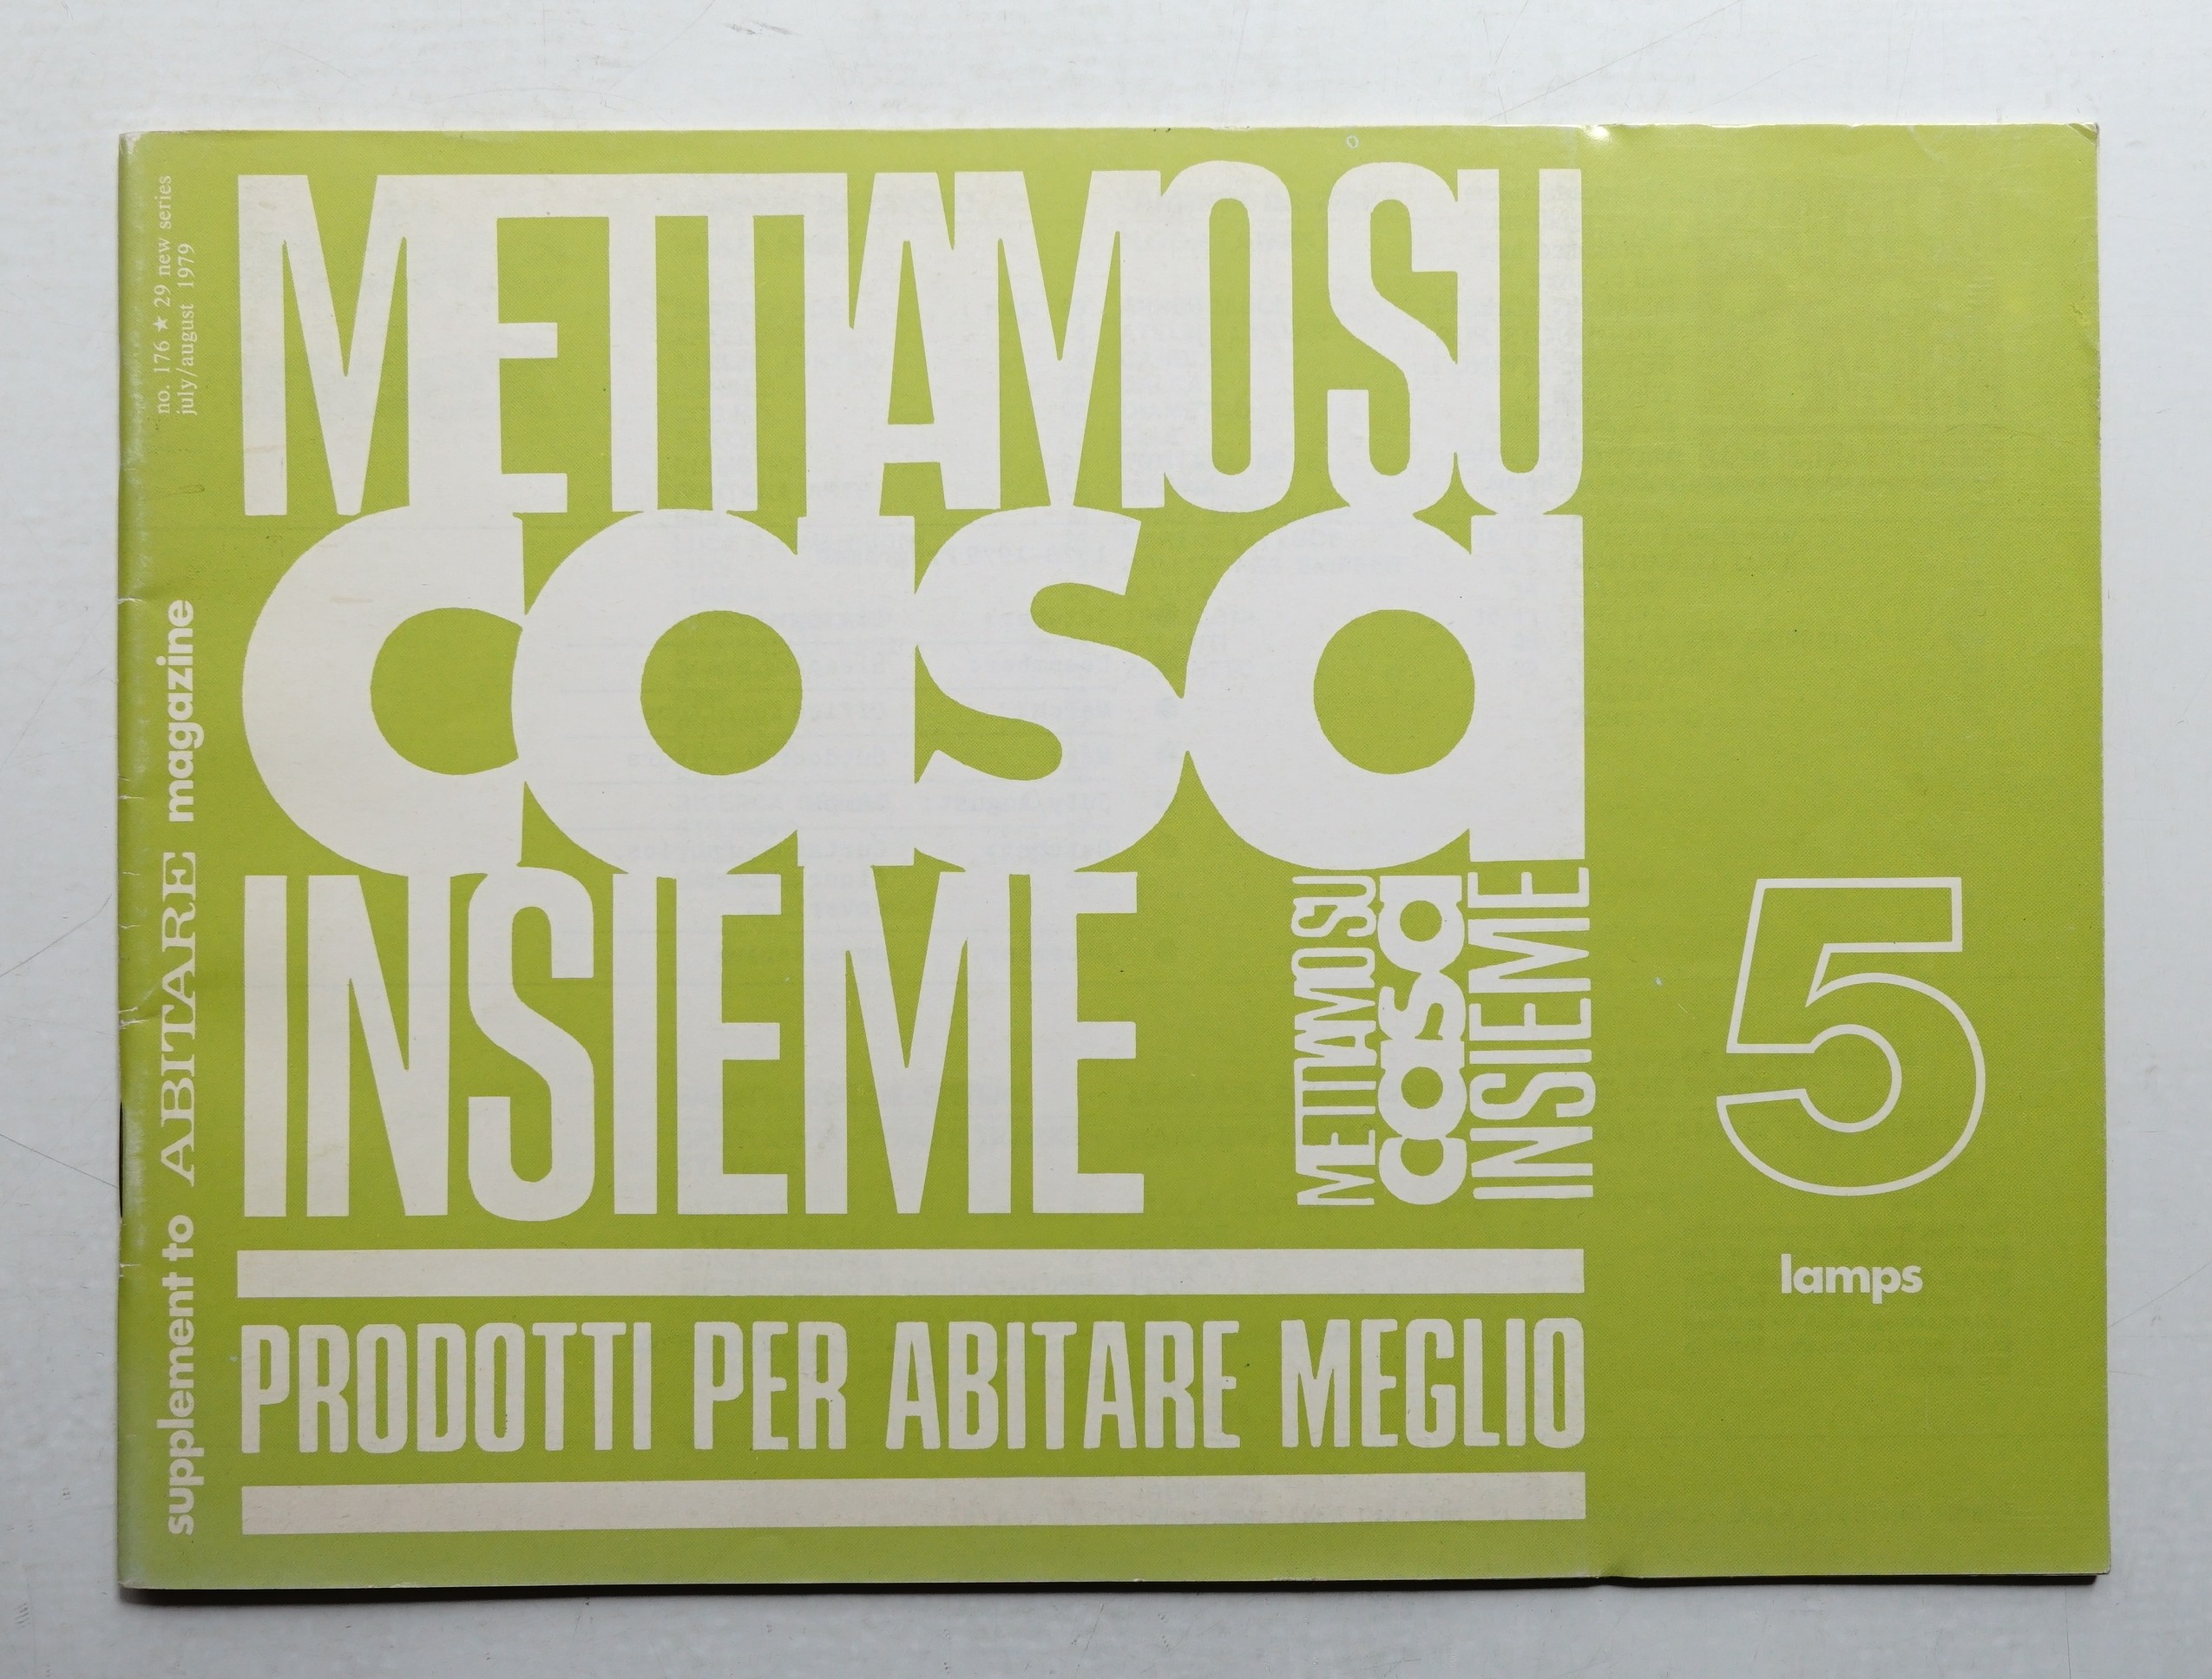 no. 176 ★ 29 new series
july/august 1979
supplement to ABITARE magazine
METTIAMO SU
casa
INSIEME
METTIAMO SU
casa
INSIEME
5
lamps
PRODOTTI PER ABITARE MEGLIO